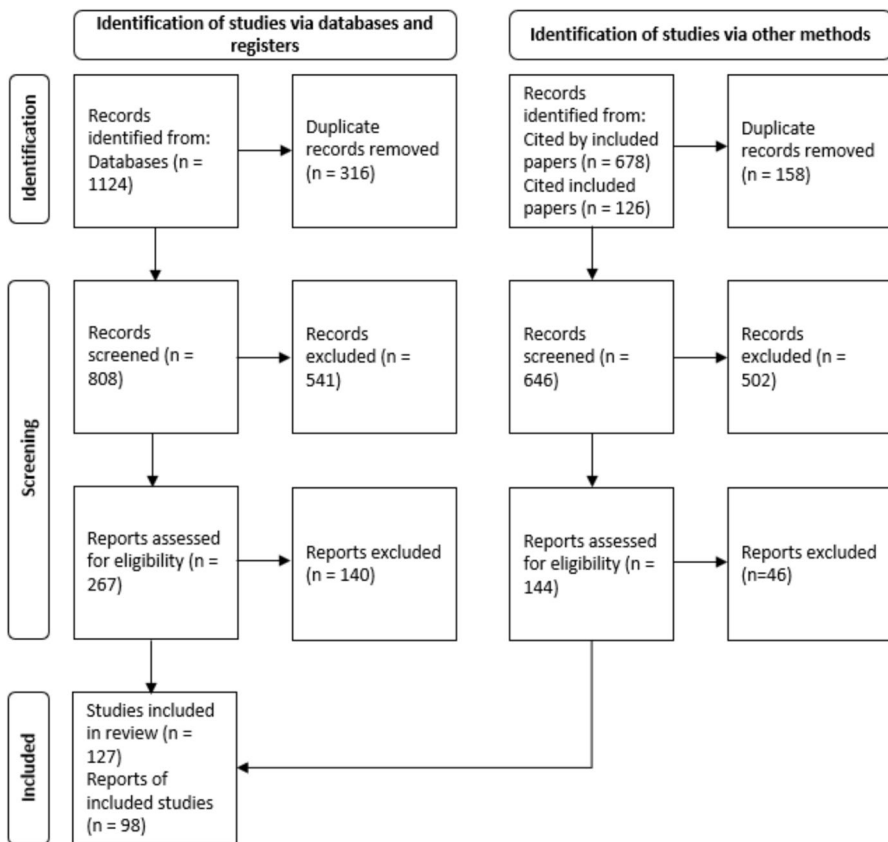 Identification of studies via databases and
registers
Identification of studies via other methods
Identification
Records
identified from:
Databases (n =
1124)
Duplicate
records removed
(n = 316)
Records
identified from:
Cited by included
papers (n = 678)
Cited included
papers (n = 126)
Duplicate
records removed
(n = 158)
Screening
Records
screened (n =
808)
Records
excluded (n =
541)
Records
screened (n =
646)
Records
excluded (n =
502)
Reports assessed
for eligibility (n =
267)
Reports excluded
(n = 140)
Reports assessed
for eligibility (n =
144)
Reports excluded
(n=46)
Included
Studies included
in review (n =
127)
Reports of
included studies
(n = 98)